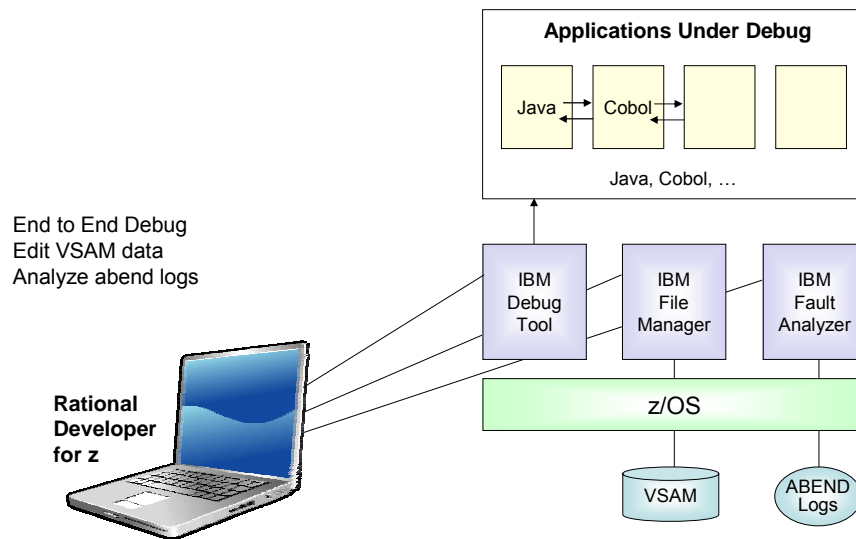 Applications Under Debug
Java
Cobol
Java, Cobol, …
End to End Debug
Edit VSAM data
Analyze abend logs
IBM
Debug
Tool
IBM
File
Manager
IBM
Fault
Analyzer
Rational
Developer
for z
z/OS
VSAM
ABEND
Logs